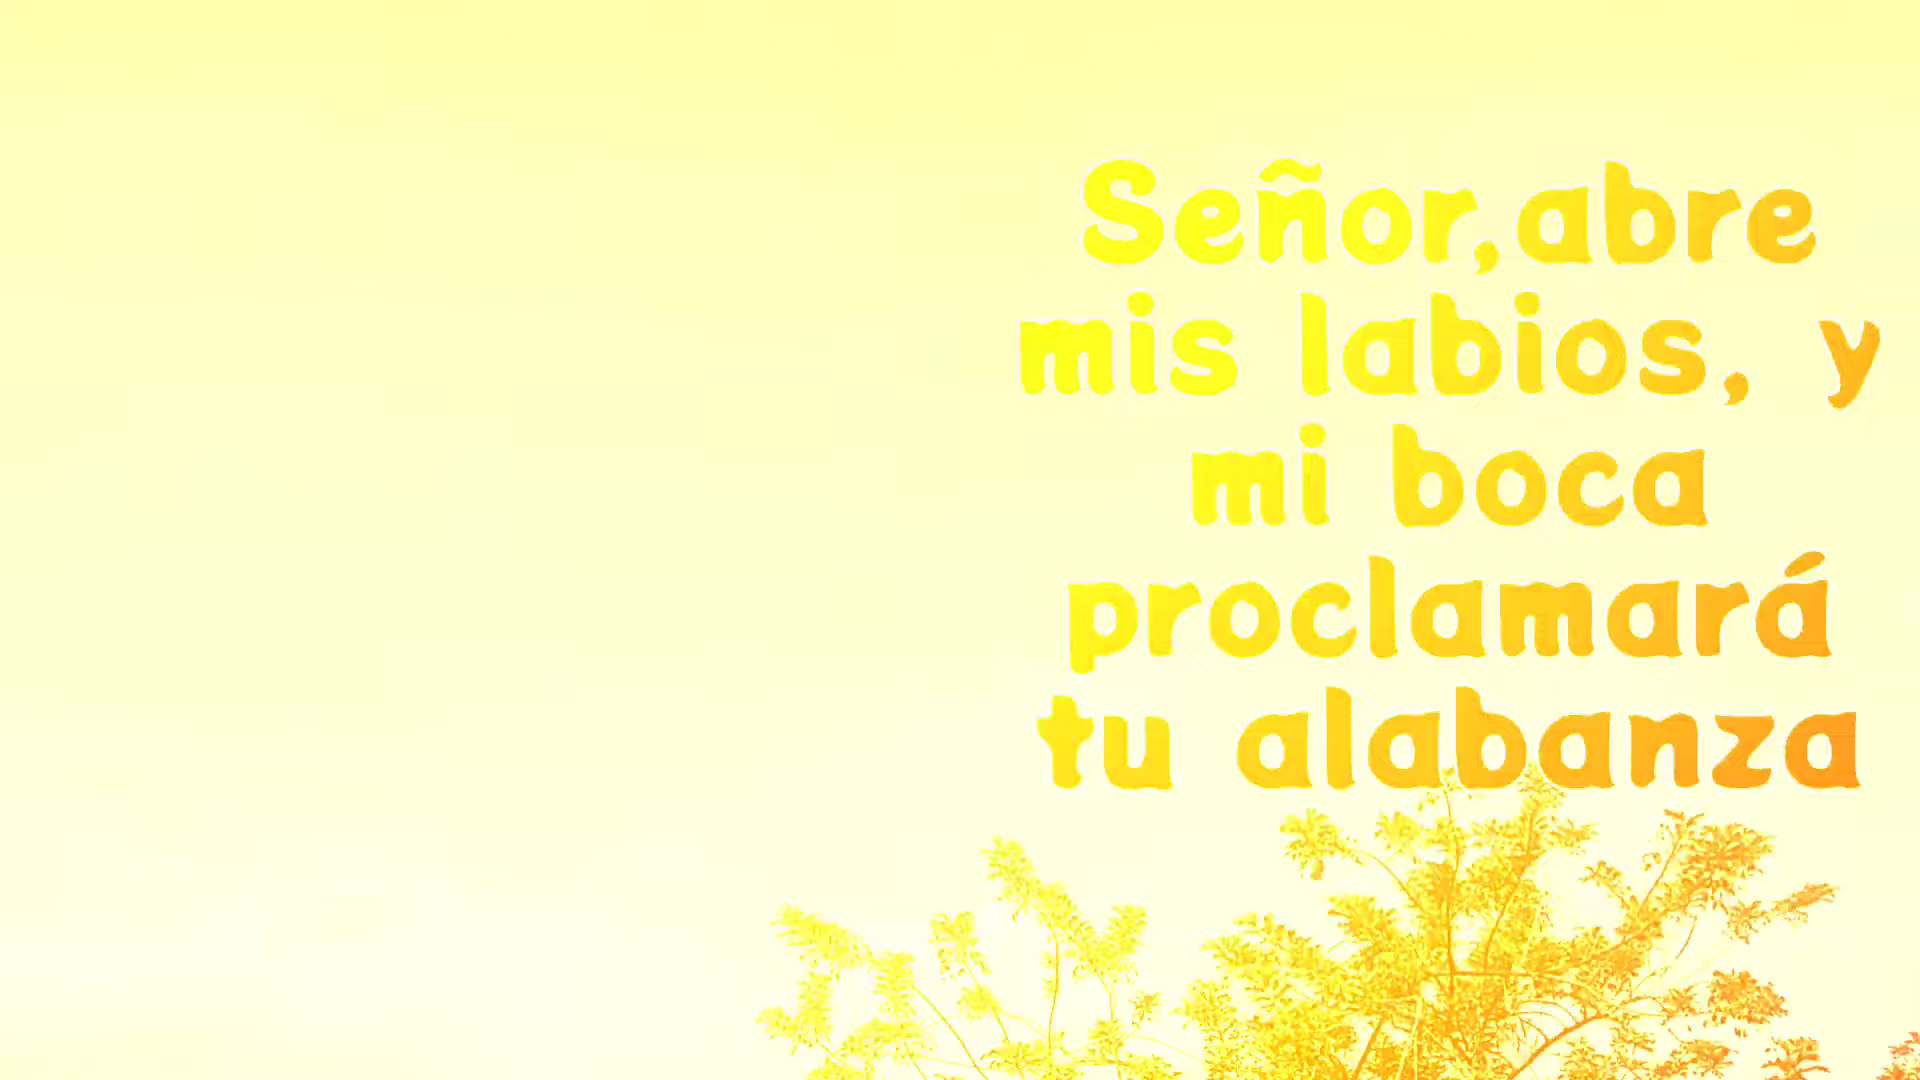 Señor,abre
mis labios, y
mi boca
proclamará
tu alabanza